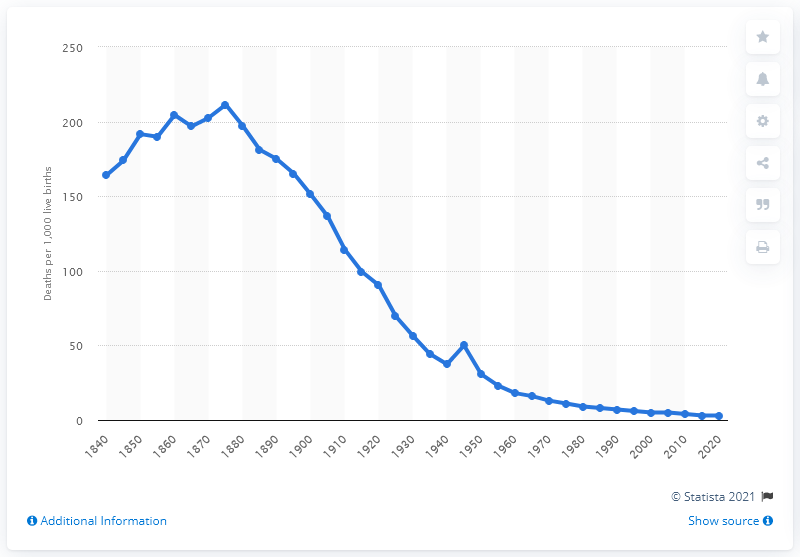 250
200
150
100
50
0
Deaths per 1,000 live births
1840 1850 1860 1870 1880 1890 1900 1910 1920 1930 1940 1950 1960 1970 1980 1990 2000 2010 2020
© Statista 2021
Additional Information
Show source